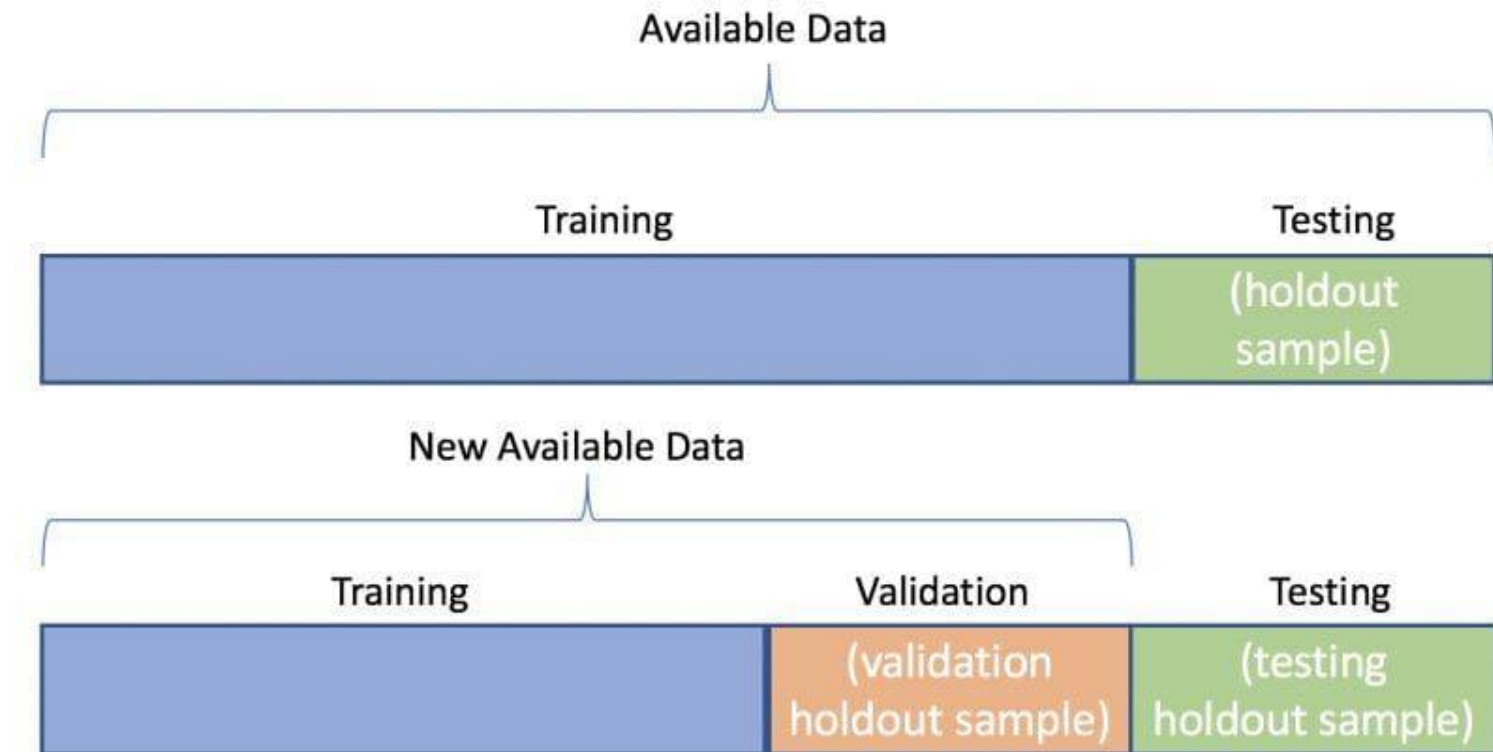 Available Data
Training
Testing
(holdout
sample)
New Available Data
Training
Validation
Testing
(validation
holdout sample)
(testing
holdout sample)